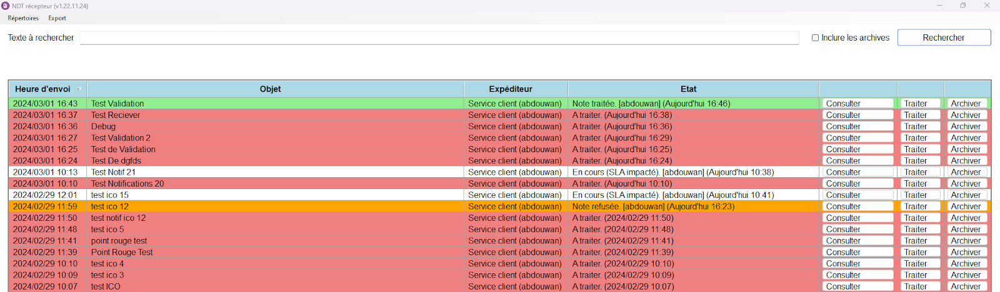 NDT récepteur (v1.22.11.24)
Répertoires Export
Texte à rechercher Inclure les archives Rechercher
Heure d'envoi Objet Expéditeur Etat
2024/03/01 16:43 Test Validation Service client (abdouwan) Note traitée. [abdouwan] (Aujourd'hui 16:46) Consulter Traiter Archiver
2024/03/01 16:37 Test Reciever Service client (abdouwan) A traiter. (Aujourd'hui 16:38) Consulter Traiter Archiver
2024/03/01 16:36 Debug Service client (abdouwan) A traiter. (Aujourd'hui 16:36) Consulter Traiter Archiver
2024/03/01 16:27 Test Validation 2 Service client (abdouwan) A traiter. (Aujourd'hui 16:29) Consulter Traiter Archiver
2024/03/01 16:25 Test de Validation Service client (abdouwan) A traiter. (Aujourd'hui 16:25) Consulter Traiter Archiver
2024/03/01 16:24 Test De dgfds Service client (abdouwan) A traiter. (Aujourd'hui 16:24) Consulter Traiter Archiver
2024/03/01 10:13 Test Notif 21 Service client (abdouwan) En cours (SLA impacté). [abdouwan] (Aujourd'hui 10:38) Consulter Traiter Archiver
2024/03/01 10:10 Test Notifications 20 Service client (abdouwan) A traiter. (Aujourd'hui 10:10) Consulter Traiter Archiver
2024/02/29 12:01 test ico 15 Service client (abdouwan) En cours (SLA impacté). [abdouwan] (Aujourd'hui 10:41) Consulter Traiter Archiver
2024/02/29 11:59 test ico 12 Service client (abdouwan) Note refusée. [abdouwan] (Aujourd'hui 16:23) Consulter Traiter Archiver
2024/02/29 11:50 test notif ico 12 Service client (abdouwan) A traiter. (2024/02/29 11:50) Consulter Traiter Archiver
2024/02/29 11:48 test ico 5 Service client (abdouwan) A traiter. (2024/02/29 11:48) Consulter Traiter Archiver
2024/02/29 11:41 point rouge test Service client (abdouwan) A traiter. (2024/02/29 11:41) Consulter Traiter Archiver
2024/02/29 11:39 Point Rouge Test Service client (abdouwan) A traiter. (2024/02/29 11:39) Consulter Traiter Archiver
2024/02/29 10:10 test ico 4 Service client (abdouwan) A traiter. (2024/02/29 10:10) Consulter Traiter Archiver
2024/02/29 10:09 test ico 3 Service client (abdouwan) A traiter. (2024/02/29 10:09) Consulter Traiter Archiver
2024/02/29 10:07 test ICO Service client (abdouwan) A traiter. (2024/02/29 10:07) Consulter Traiter Archiver